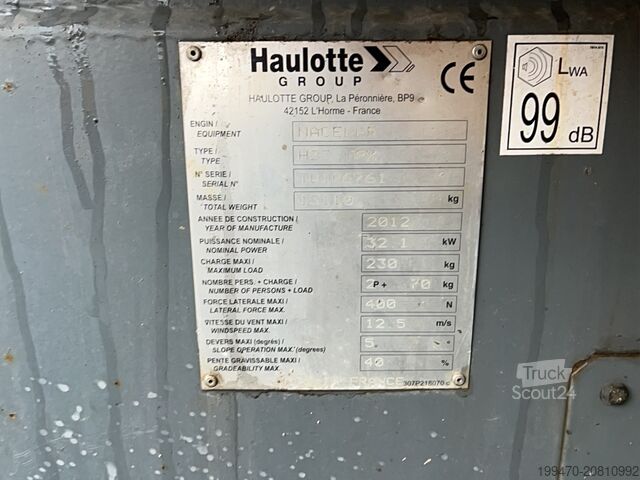 Haulotte
GROUP
CE
HAULOTTE GROUP, La Péronnière, BP9
42152 L'Horme - France
ENGIN /
EQUIPMENT
TYPE /
TYPE
N° SERIE /
SERIAL N°
MASSE /
TOTAL WEIGHT kg
ANNEE DE CONSTRUCTION /
YEAR OF MANUFACTURE 2012
PUISSANCE NOMINALE /
NOMINAL POWER 32 1 kW
CHARGE MAXI /
MAXIMUM LOAD 230 kg
NOMBRE PERS. + CHARGE /
NUMBER OF PERSONS + LOAD 2P + 70 kg
FORCE LATERALE MAXI /
LATERAL FORCE MAX. 400 N
VITESSE DU VENT MAXI /
WINDSPEED MAX. 12.5 m/s
DEVERS MAXI (degrés) /
SLOPE OPERATION MAX. (degrees) 5 °
PENTE GRAVISSABLE MAXI /
GRADEABILITY MAX. 40 %
LWA
99 dB
Truck
Scout24
199470-20810992